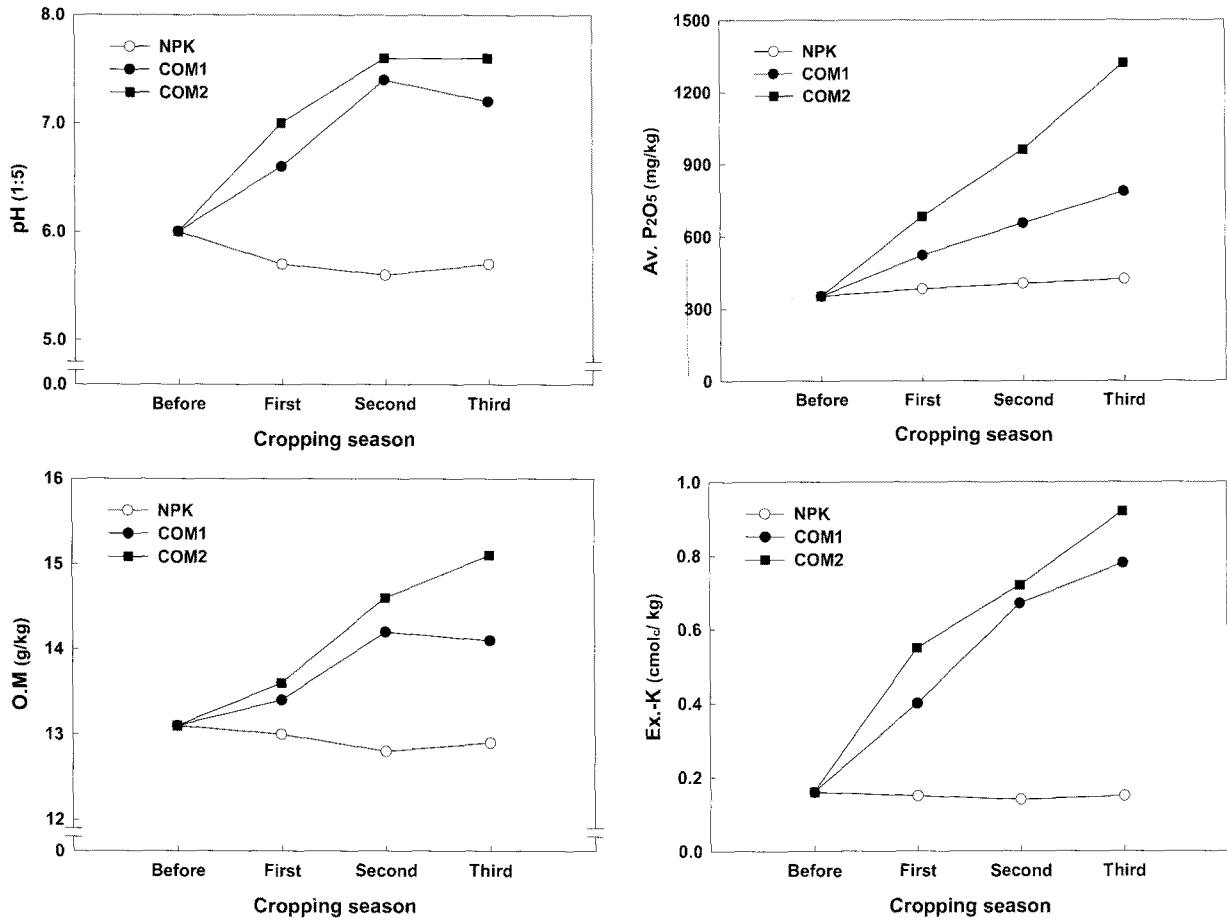 8.0
7.0
6.0
5.0
0.0
pH (1:5)
NPK
COM1
COM2
Before First Second Third
Cropping season
1500
1200
900
600
300
0
Av. P2O5 (mg/kg)
NPK
COM1
COM2
Before First Second Third
Cropping season
16
15
14
13
12
0
O.M (g/kg)
NPK
COM1
COM2
Before First Second Third
Cropping season
1.0
0.8
0.6
0.4
0.2
0.0
Ex.-K (cmolc/ kg)
NPK
COM1
COM2
Before First Second Third
Cropping season